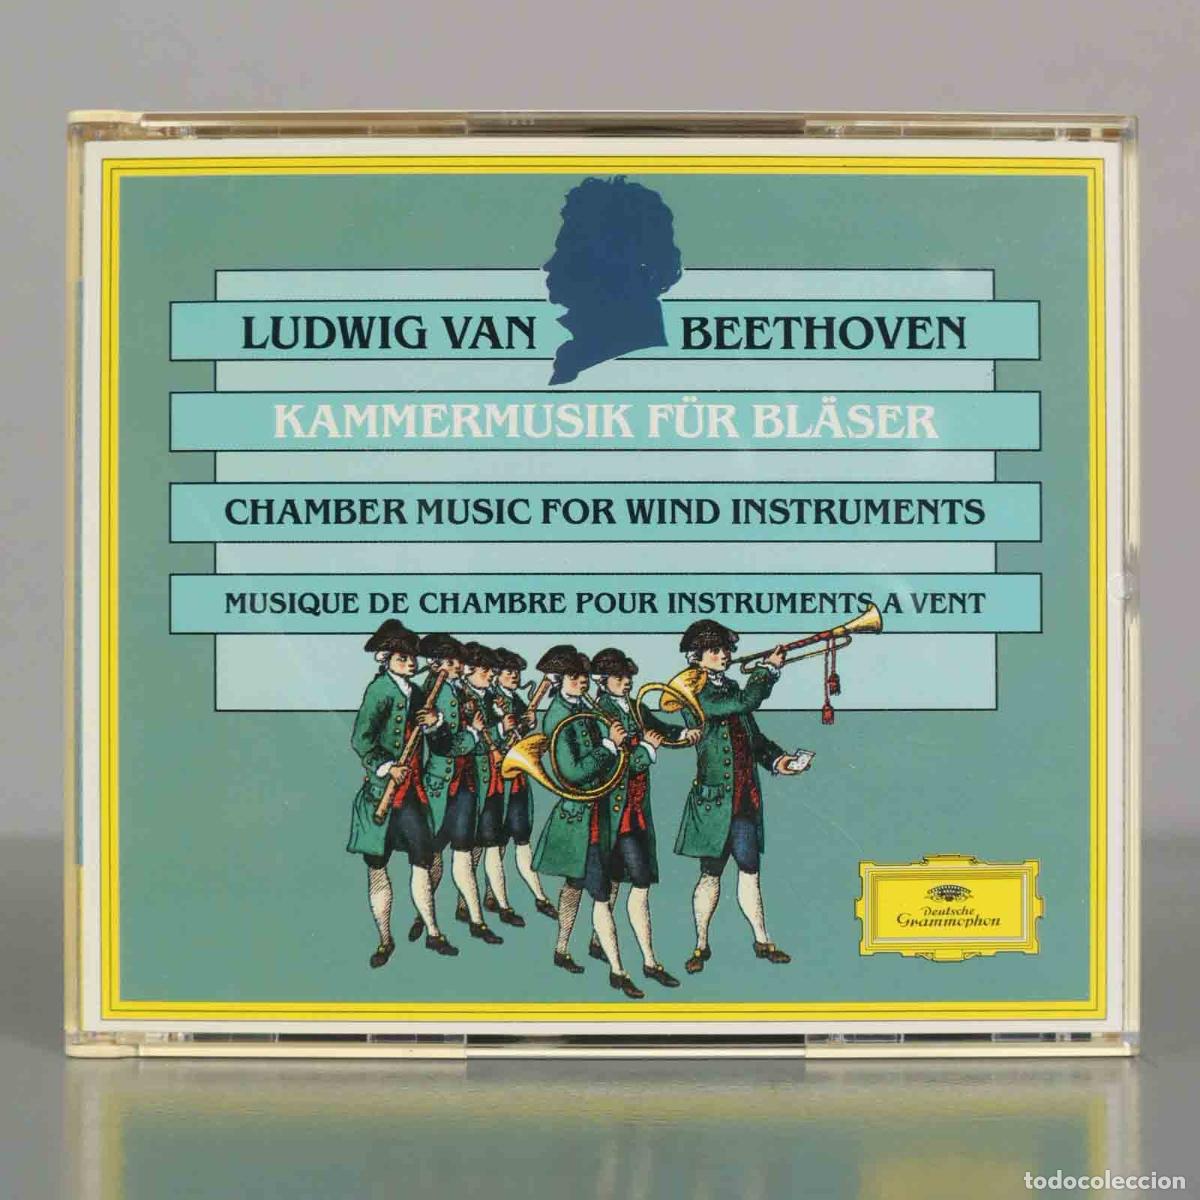 LUDWIG VAN BEETHOVEN
KAMMERMUSIK FÜR BLÄSER
CHAMBER MUSIC FOR WIND INSTRUMENTS
MUSIQUE DE CHAMBRE POUR INSTRUMENTS A VENT
Deutsche
Grammophon
todocoleccion